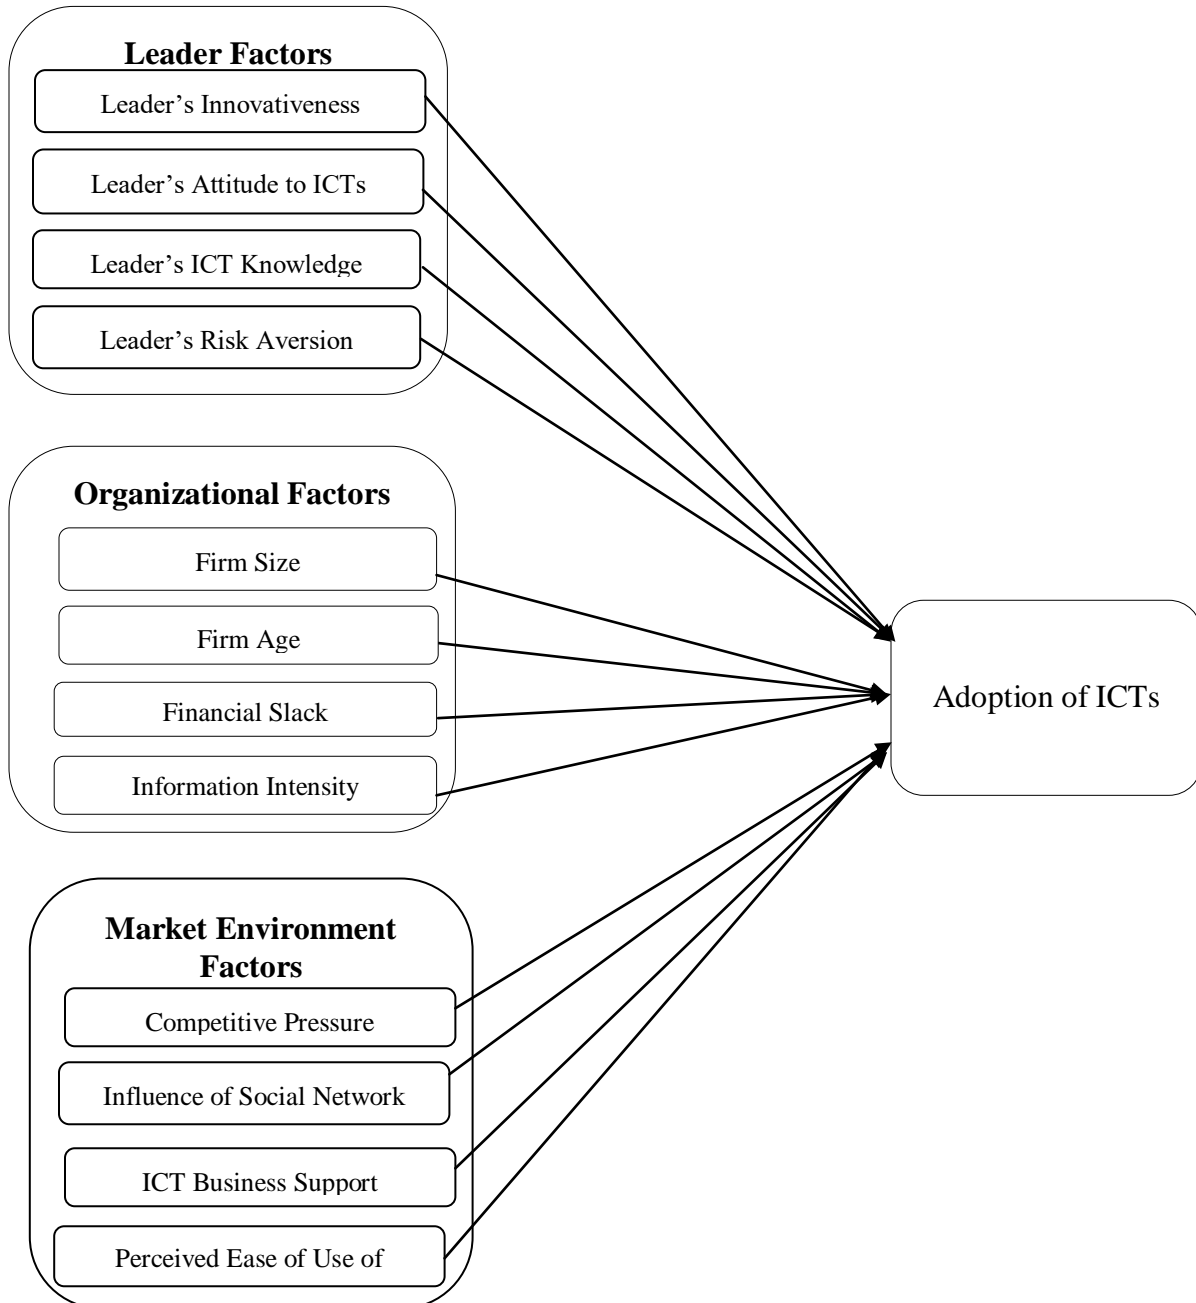 Leader Factors
Leader’s Innovativeness
Leader’s Attitude to ICTs
Leader’s ICT Knowledge
Leader’s Risk Aversion
Organizational Factors
Firm Size
Firm Age
Financial Slack
Information Intensity
Adoption of ICTs
Market Environment
Factors
Competitive Pressure
Influence of Social Network
ICT Business Support
Perceived Ease of Use of